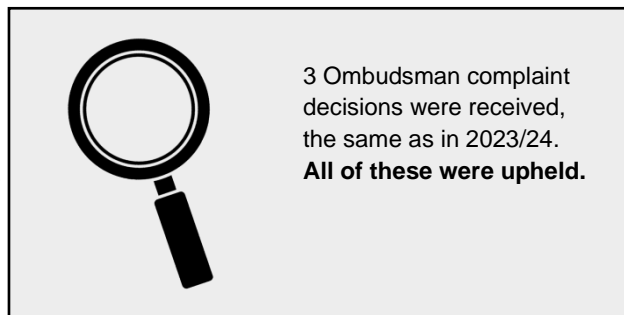 3 Ombudsman complaint
decisions were received,
the same as in 2023/24.
All of these were upheld.